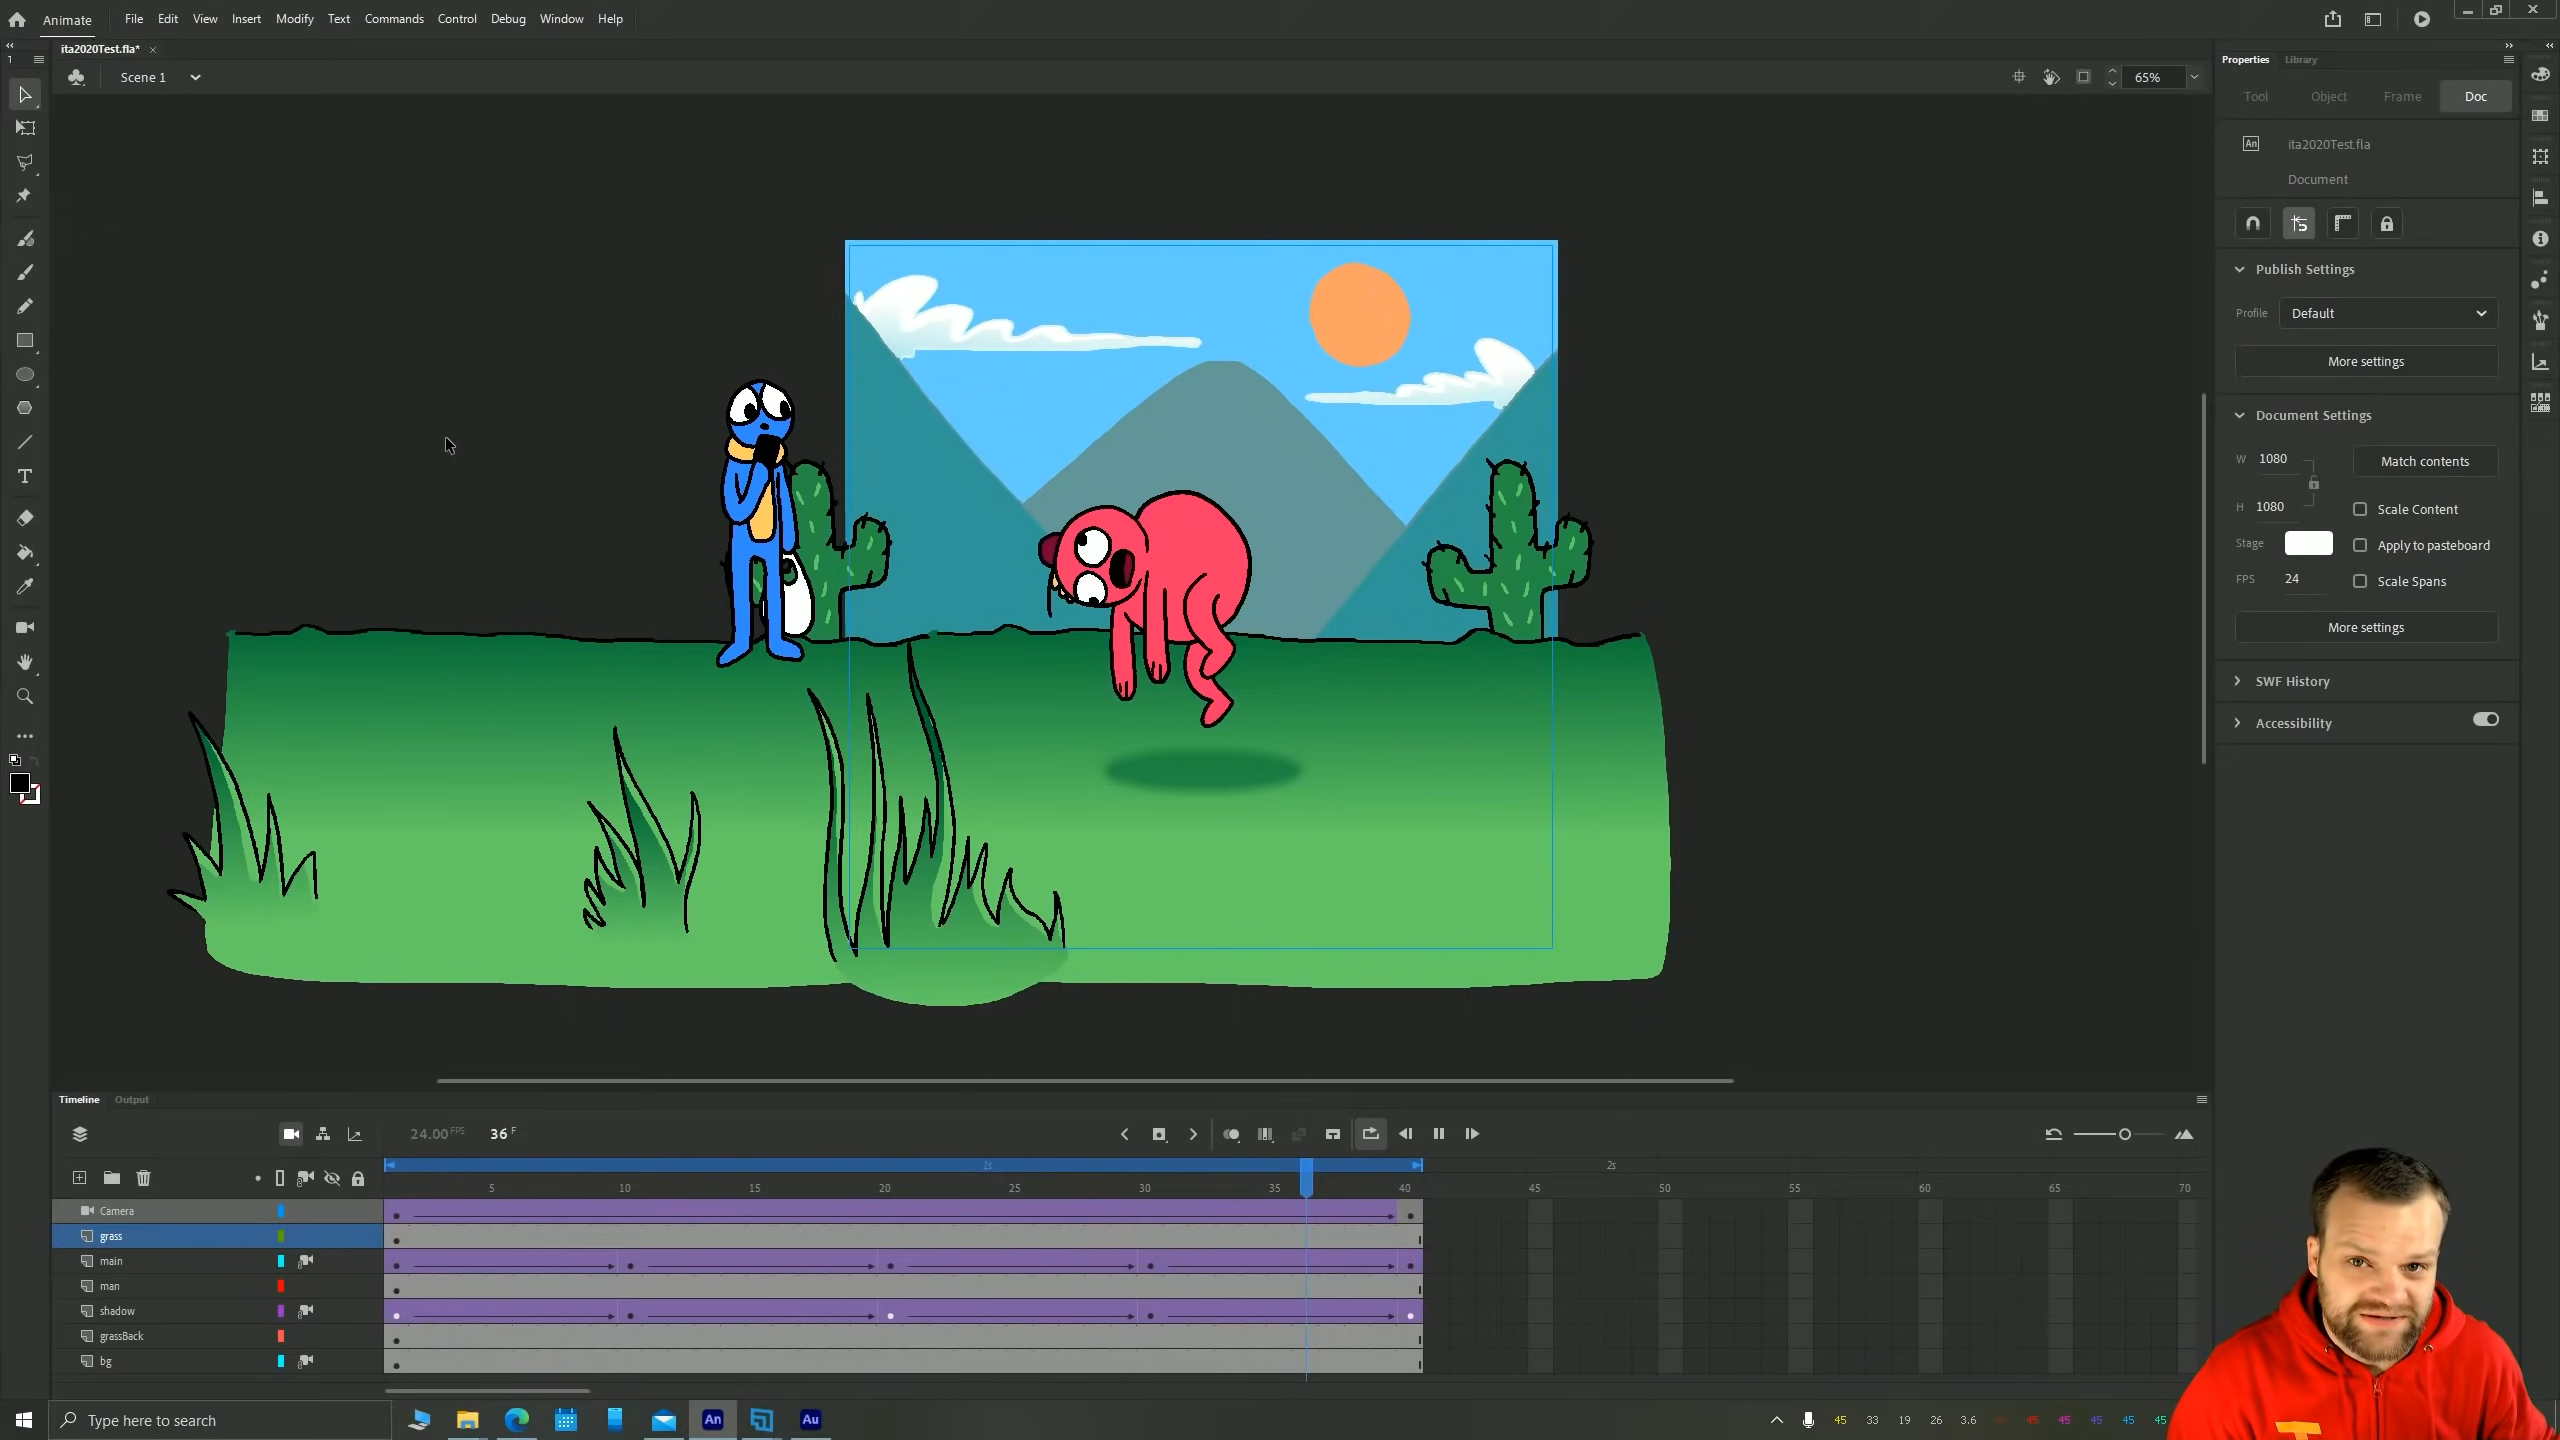 Animate File Edit View Insert Modify Text Commands Control Debug Window Help
ita2020Test.fla*
1
Scene 1
65%
Properties Library
Tool Object Frame Doc
An ita2020Test.fla
Document
Publish Settings
Profile Default
More settings
Document Settings
W 1080 Match contents
H 1080 Scale Content
Stage Apply to pasteboard
FPS 24 Scale Spans
More settings
SWF History
Accessibility
Timeline Output
24.00 FPS 36 F
1s 2s
5 10 15 20 25 30 35 40 45 50 55 60 65 70
Camera
grass
main
man
shadow
grassBack
bg
Type here to search
An Au
45 33 19 26 3.6 45 45 45 45 45